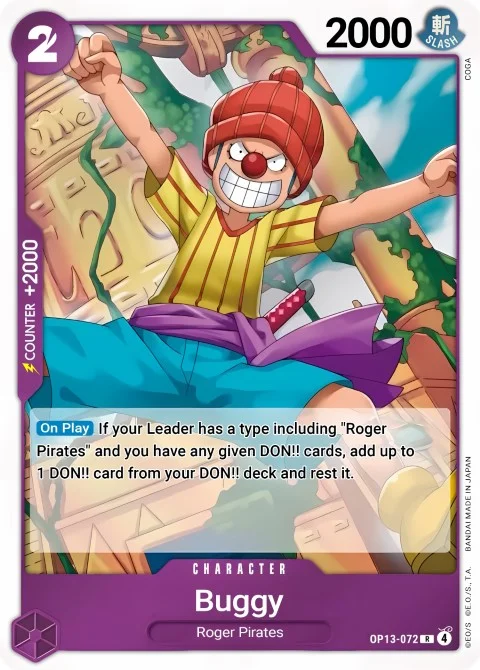 2
2000
斬
SLASH
COGA
COUNTER +2000
On Play If your Leader has a type including "Roger
Pirates" and you have any given DON!! cards, add up to
1 DON!! card from your DON!! deck and rest it.
©E.O/S ©E.O./S.,T.A. BANDAI MADE IN JAPAN
CHARACTER
Buggy
Roger Pirates
OP13-072 R 4